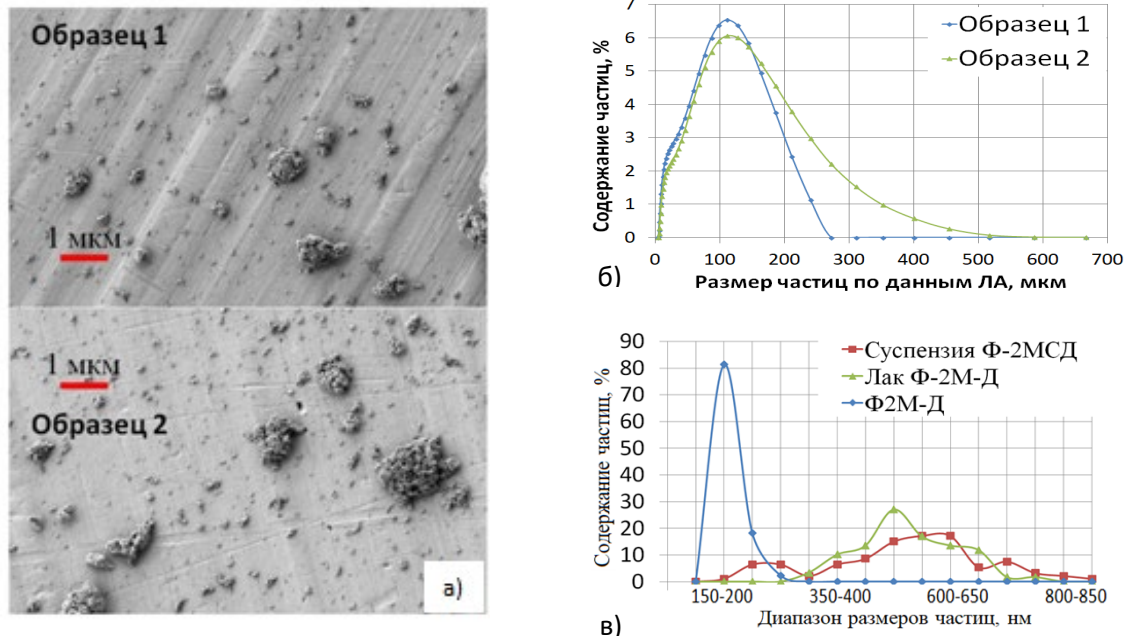 Образец 1
1 мкм
1 мкм
Образец 2
а)
7
6
5
4
3
2
1
0
Содержание частиц, %
Образец 1
Образец 2
0 100 200 300 400 500 600 700
б)
Размер частиц по данным ЛА, мкм
90
80
70
60
50
40
30
20
10
0
Содержание частиц, %
Суспензия Ф-2МСД
Лак Ф-2М-Д
Ф2М-Д
150-200 350-400 600-650 800-850
Диапазон размеров частиц, нм
в)